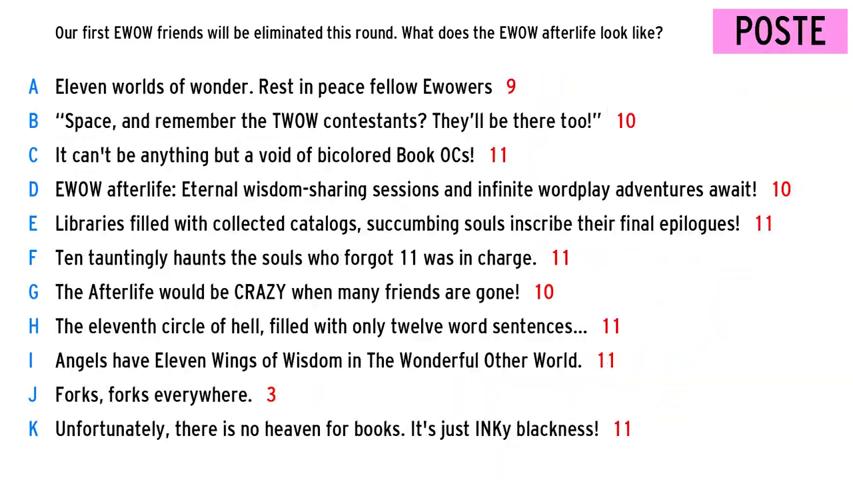 Our first EWOW friends will be eliminated this round. What does the EWOW afterlife look like?
POSTE
A Eleven worlds of wonder. Rest in peace fellow Ewowers 9
B “Space, and remember the TWOW contestants? They’ll be there too!” 10
C It can't be anything but a void of bicolored Book OCs! 11
D EWOW afterlife: Eternal wisdom-sharing sessions and infinite wordplay adventures await! 10
E Libraries filled with collected catalogs, succumbing souls inscribe their final epilogues! 11
F Ten tauntingly haunts the souls who forgot 11 was in charge. 11
G The Afterlife would be CRAZY when many friends are gone! 10
H The eleventh circle of hell, filled with only twelve word sentences... 11
I Angels have Eleven Wings of Wisdom in The Wonderful Other World. 11
J Forks, forks everywhere. 3
K Unfortunately, there is no heaven for books. It's just INKy blackness! 11